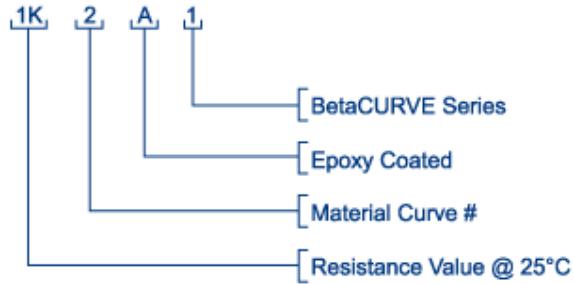 1K 2 A 1
BetaCURVE Series
Epoxy Coated
Material Curve #
Resistance Value @ 25°C